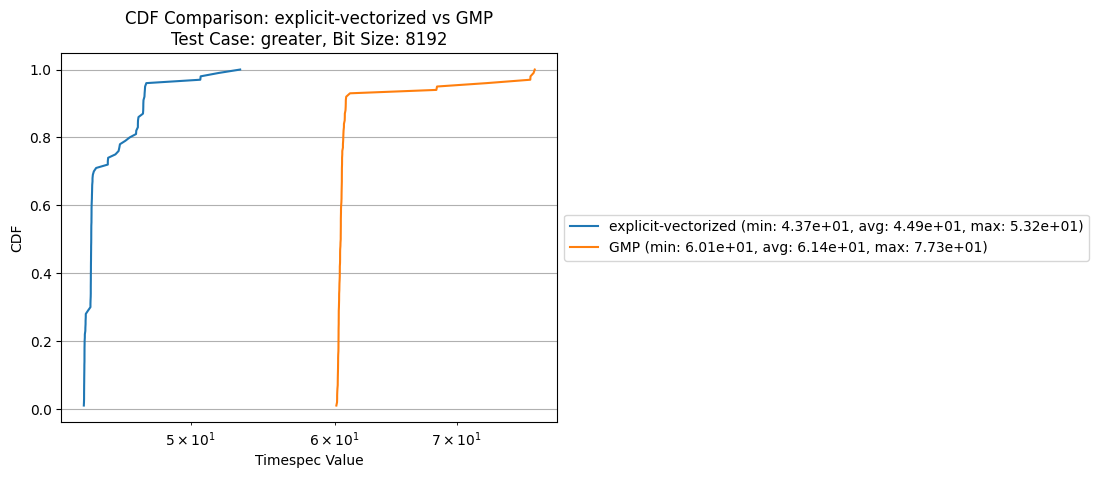 CDF Comparison: explicit-vectorized vs GMP
Test Case: greater, Bit Size: 8192
1.0
0.8
0.6
0.4
0.2
0.0
CDF
5 × 10¹
6 × 10¹
7 × 10¹
Timespec Value
explicit-vectorized (min: 4.37e+01, avg: 4.49e+01, max: 5.32e+01)
GMP (min: 6.01e+01, avg: 6.14e+01, max: 7.73e+01)